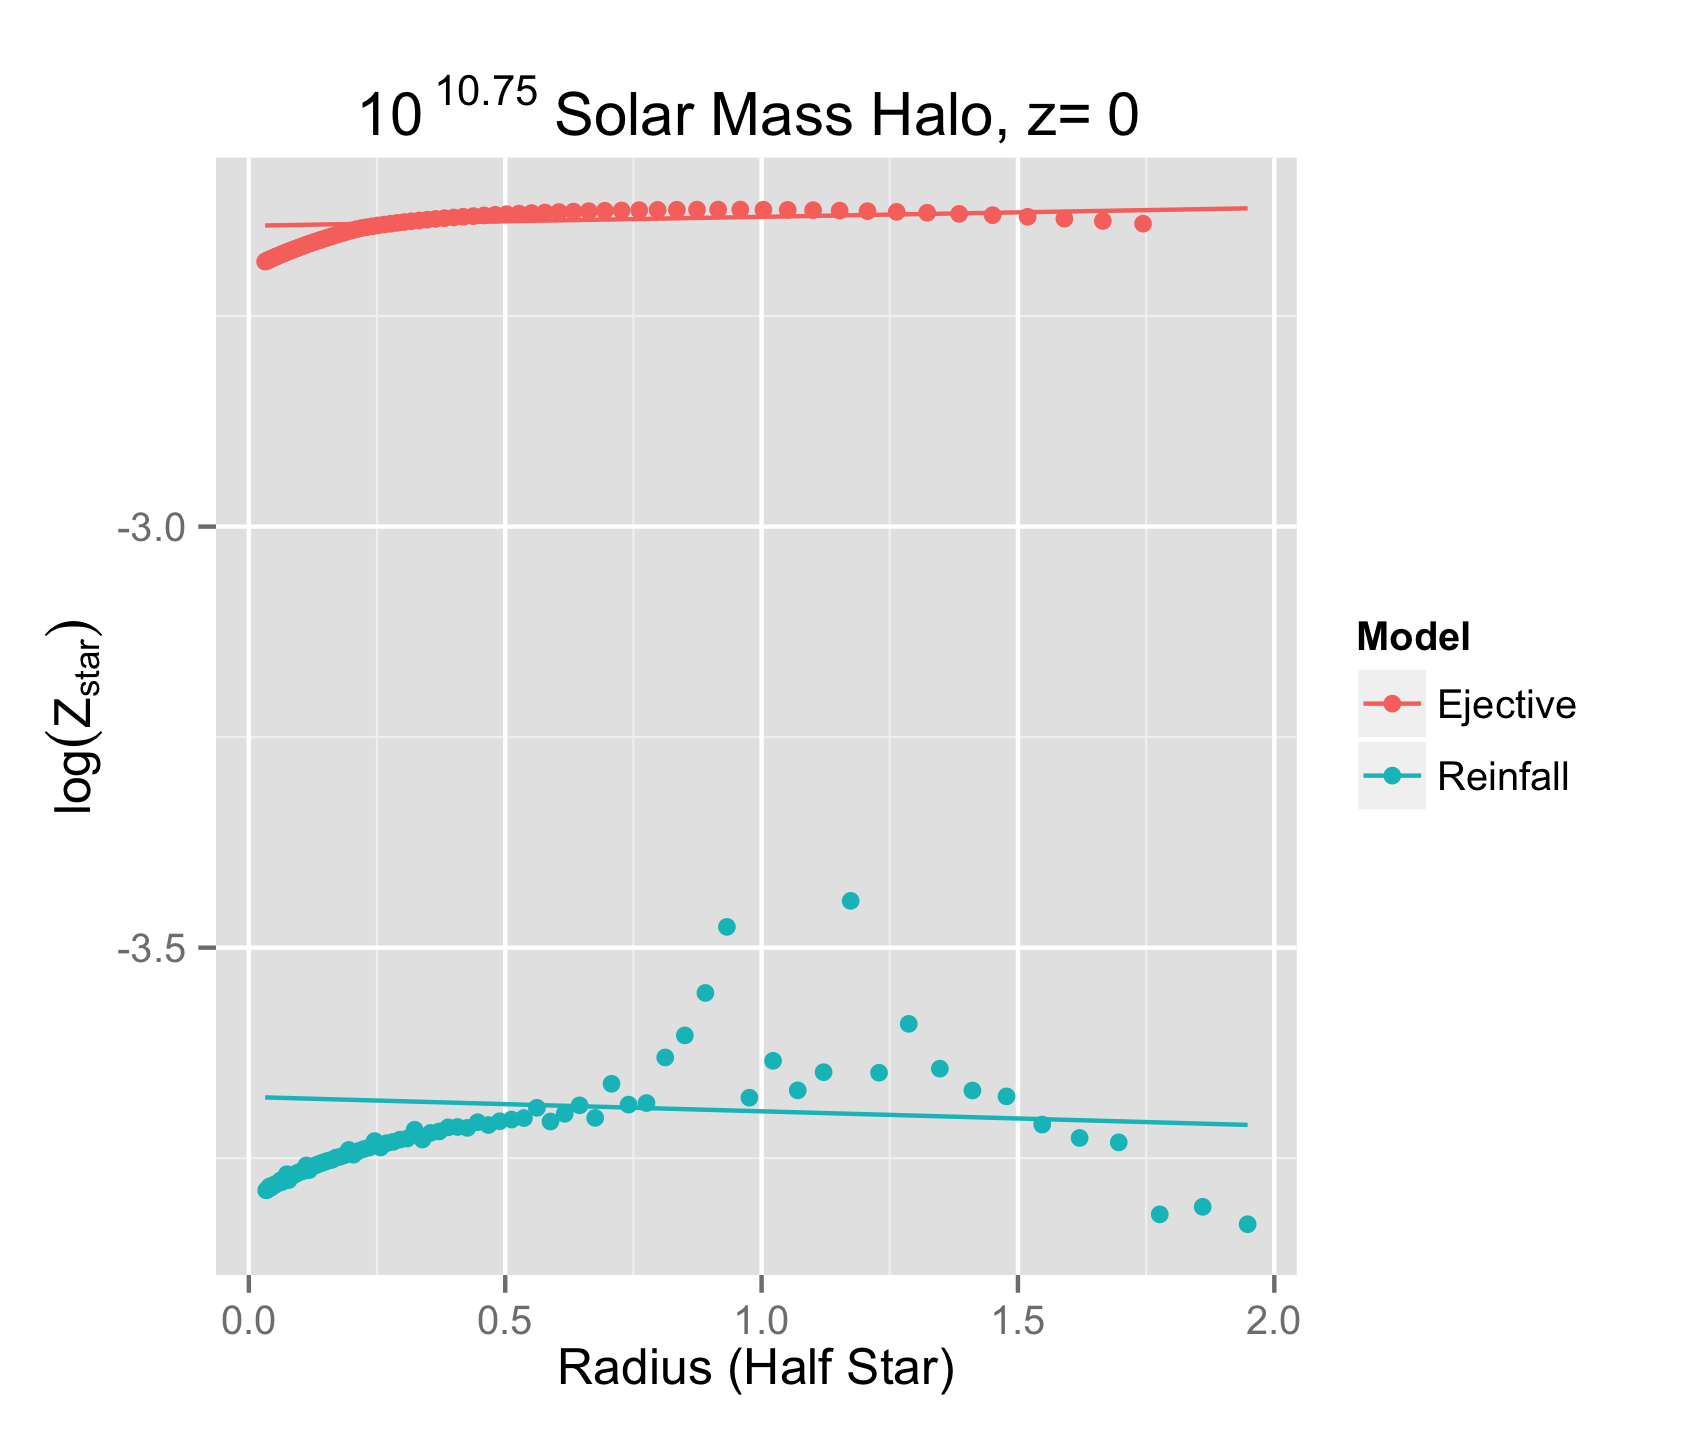 10^10.75 Solar Mass Halo, z= 0
-3.0
-3.5
log(Z_star)
0.0 0.5 1.0 1.5 2.0
Radius (Half Star)
Model
Ejective
Reinfall